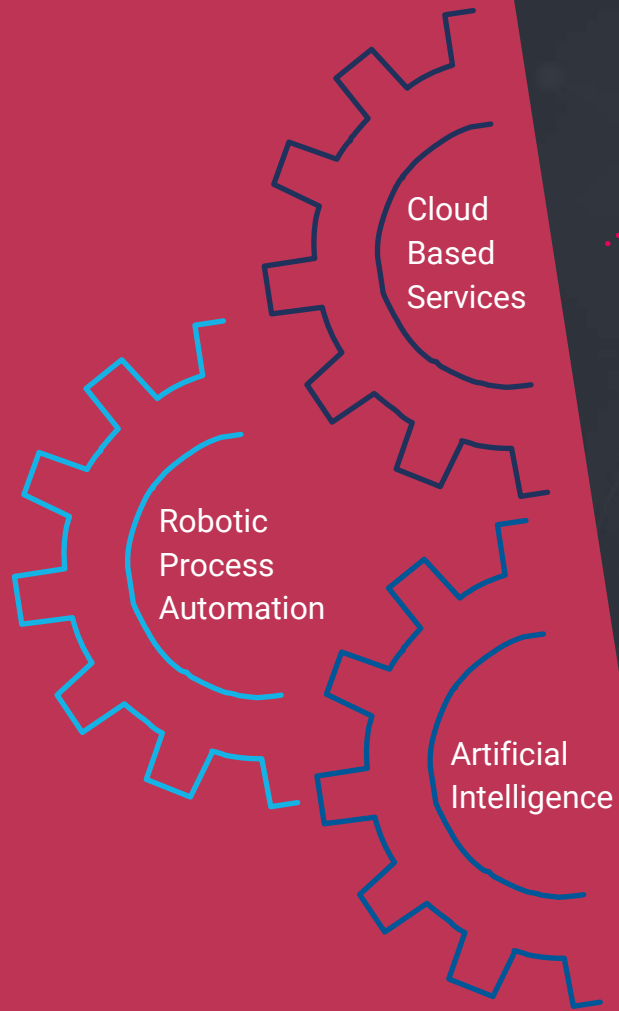 Cloud
Based
Services
Robotic
Process
Automation
Artificial
Intelligence